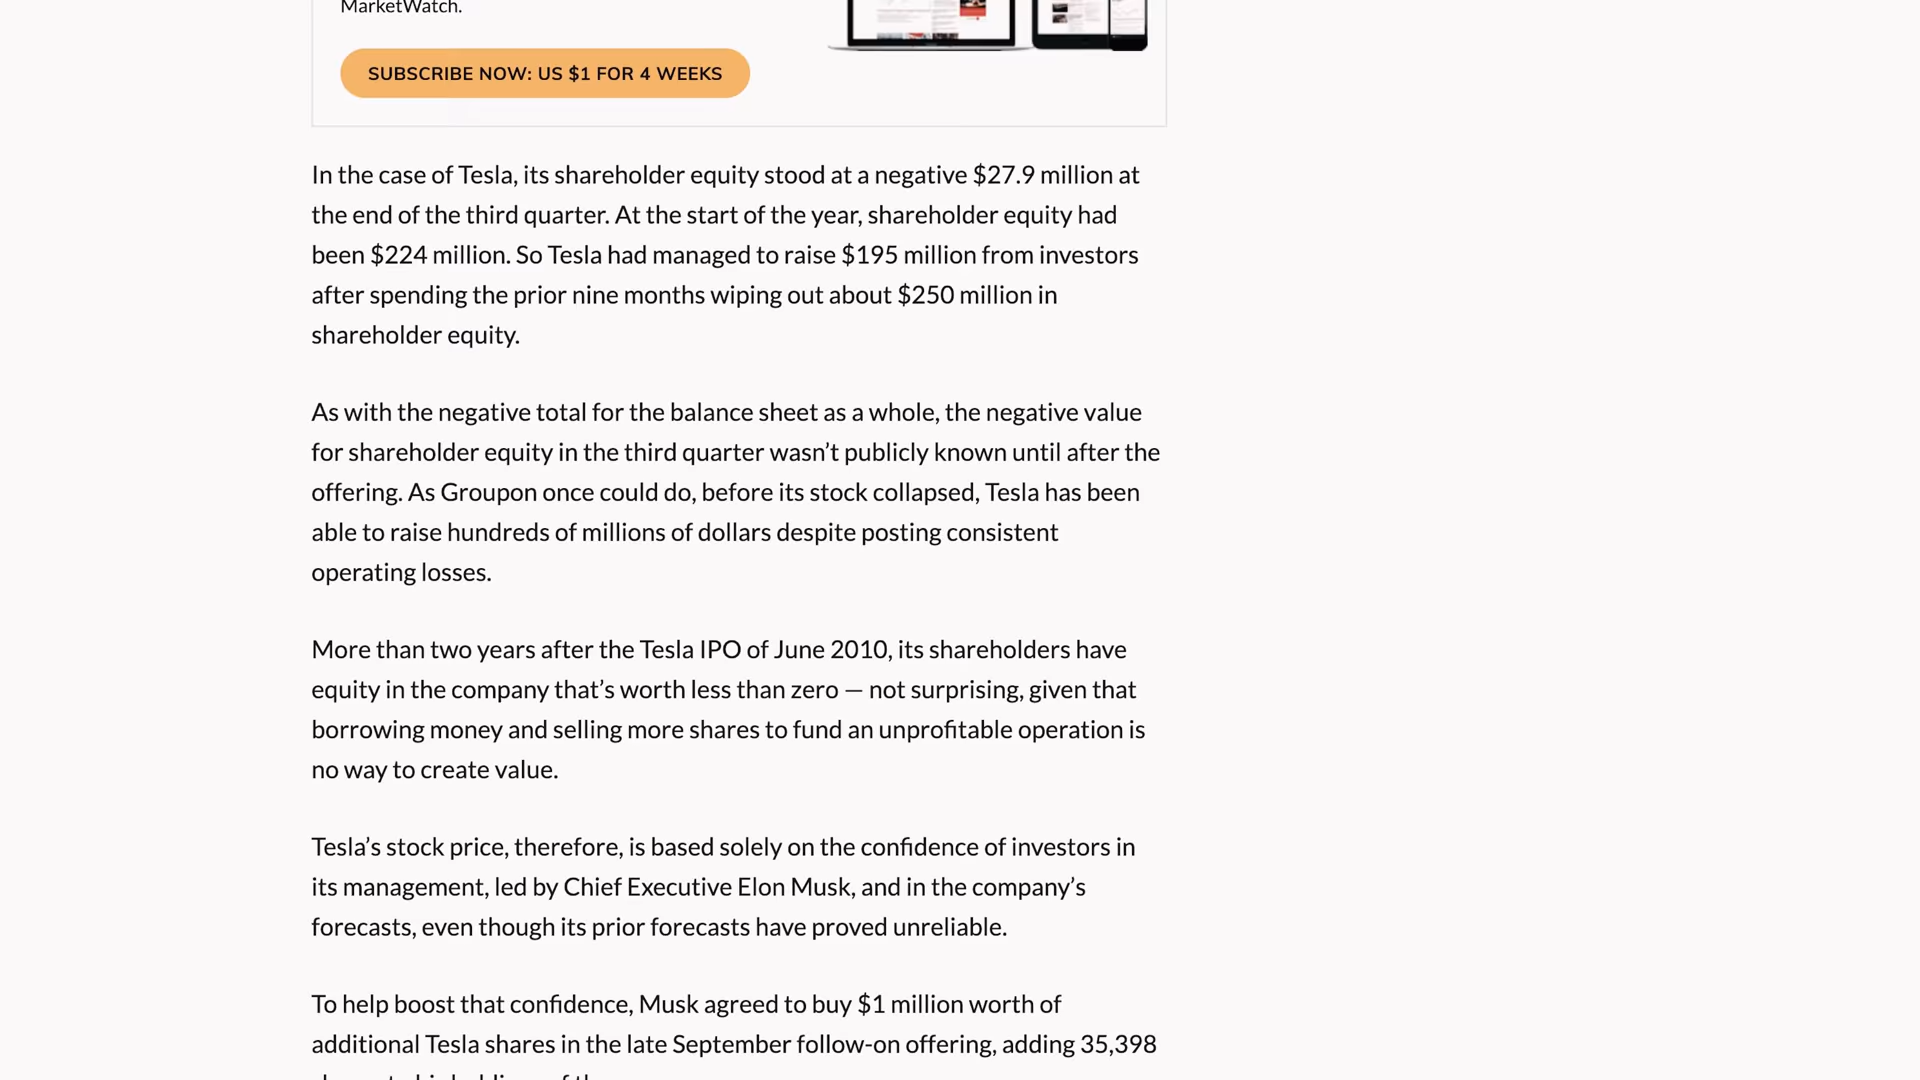 MarketWatch.
SUBSCRIBE NOW: US $1 FOR 4 WEEKS
In the case of Tesla, its shareholder equity stood at a negative $27.9 million at
the end of the third quarter. At the start of the year, shareholder equity had
been $224 million. So Tesla had managed to raise $195 million from investors
after spending the prior nine months wiping out about $250 million in
shareholder equity.
As with the negative total for the balance sheet as a whole, the negative value
for shareholder equity in the third quarter wasn’t publicly known until after the
offering. As Groupon once could do, before its stock collapsed, Tesla has been
able to raise hundreds of millions of dollars despite posting consistent
operating losses.
More than two years after the Tesla IPO of June 2010, its shareholders have
equity in the company that’s worth less than zero — not surprising, given that
borrowing money and selling more shares to fund an unprofitable operation is
no way to create value.
Tesla’s stock price, therefore, is based solely on the confidence of investors in
its management, led by Chief Executive Elon Musk, and in the company’s
forecasts, even though its prior forecasts have proved unreliable.
To help boost that confidence, Musk agreed to buy $1 million worth of
additional Tesla shares in the late September follow-on offering, adding 35,398